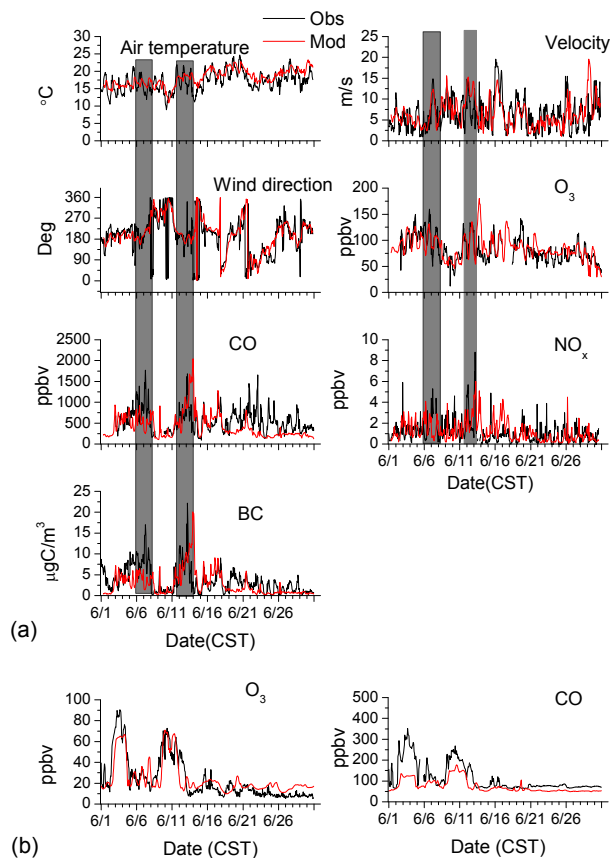 Obs
Mod
Air temperature
°C
30
25
20
15
10
5
0
Velocity
m/s
25
20
15
10
5
0
Wind direction
Deg
360
270
180
90
0
O3
ppbv
200
150
100
50
0
CO
ppbv
2500
2000
1500
1000
500
0
NOx
ppbv
12
10
8
6
4
2
0
6/1 6/6 6/11 6/16 6/21 6/26
Date(CST)
BC
µgC/m3
25
20
15
10
5
0
6/1 6/6 6/11 6/16 6/21 6/26
Date(CST)
(a)
O3
ppbv
100
80
60
40
20
0
6/1 6/6 6/11 6/16 6/21 6/26
Date(CST)
CO
ppbv
500
400
300
200
100
0
6/1 6/6 6/11 6/16 6/21 6/26
Date(CST)
(b)